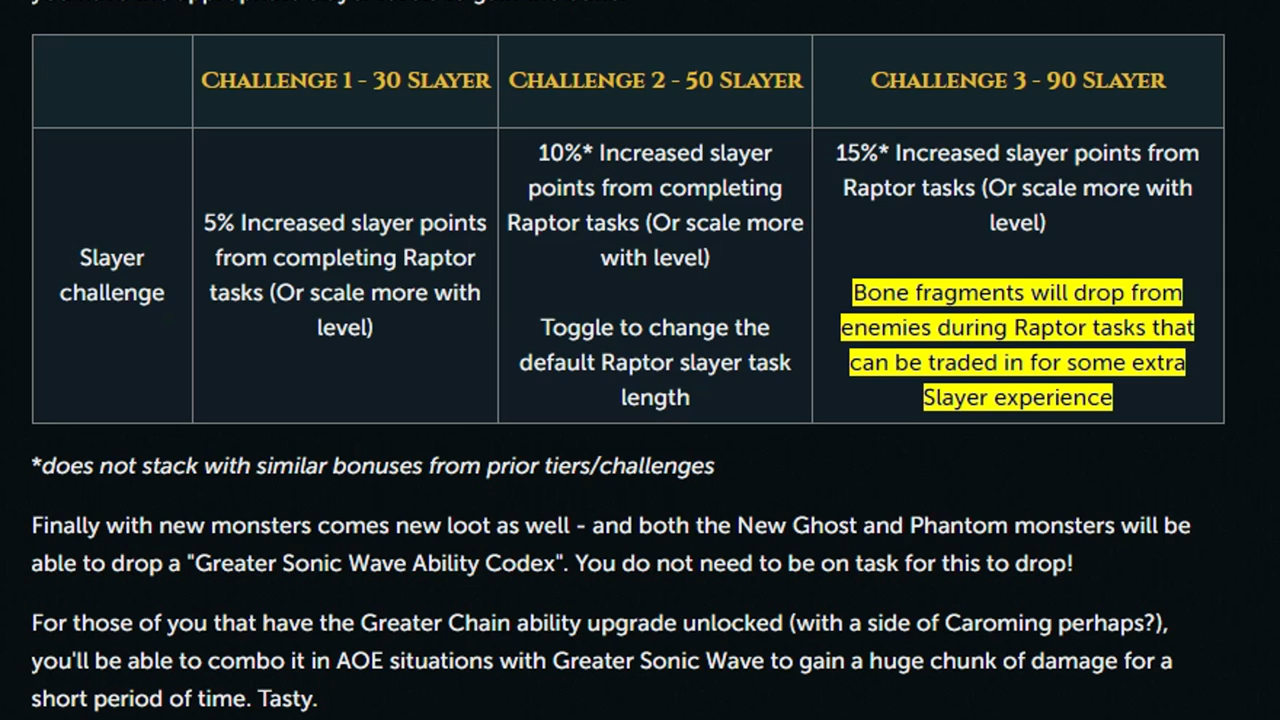 CHALLENGE 1 - 30 SLAYER
CHALLENGE 2 - 50 SLAYER
CHALLENGE 3 - 90 SLAYER
Slayer
challenge
5% Increased slayer points
from completing Raptor
tasks (Or scale more with
level)
10%* Increased slayer
points from completing
Raptor tasks (Or scale more
with level)
Toggle to change the
default Raptor slayer task
length
15%* Increased slayer points from
Raptor tasks (Or scale more with
level)
Bone fragments will drop from
enemies during Raptor tasks that
can be traded in for some extra
Slayer experience
*does not stack with similar bonuses from prior tiers/challenges
Finally with new monsters comes new loot as well - and both the New Ghost and Phantom monsters will be
able to drop a "Greater Sonic Wave Ability Codex". You do not need to be on task for this to drop!
For those of you that have the Greater Chain ability upgrade unlocked (with a side of Caroming perhaps?),
you'll be able to combo it in AOE situations with Greater Sonic Wave to gain a huge chunk of damage for a
short period of time. Tasty.